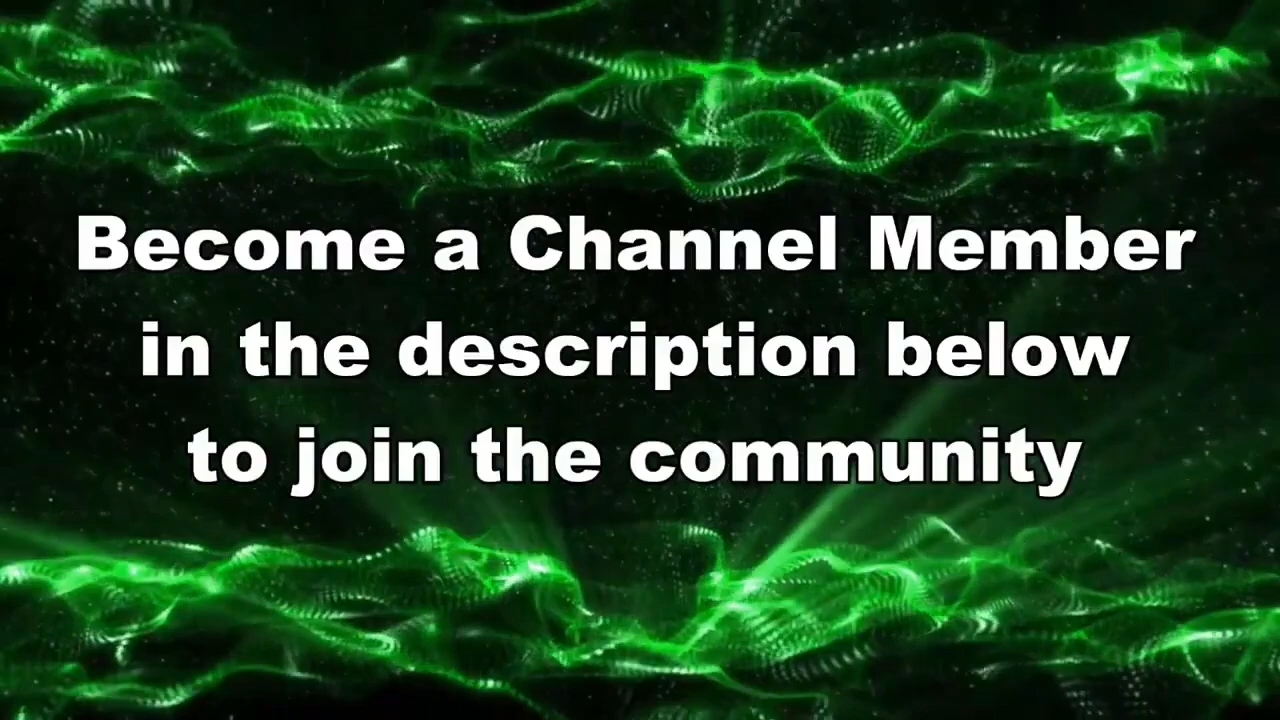 Become a Channel Member
in the description below
to join the community